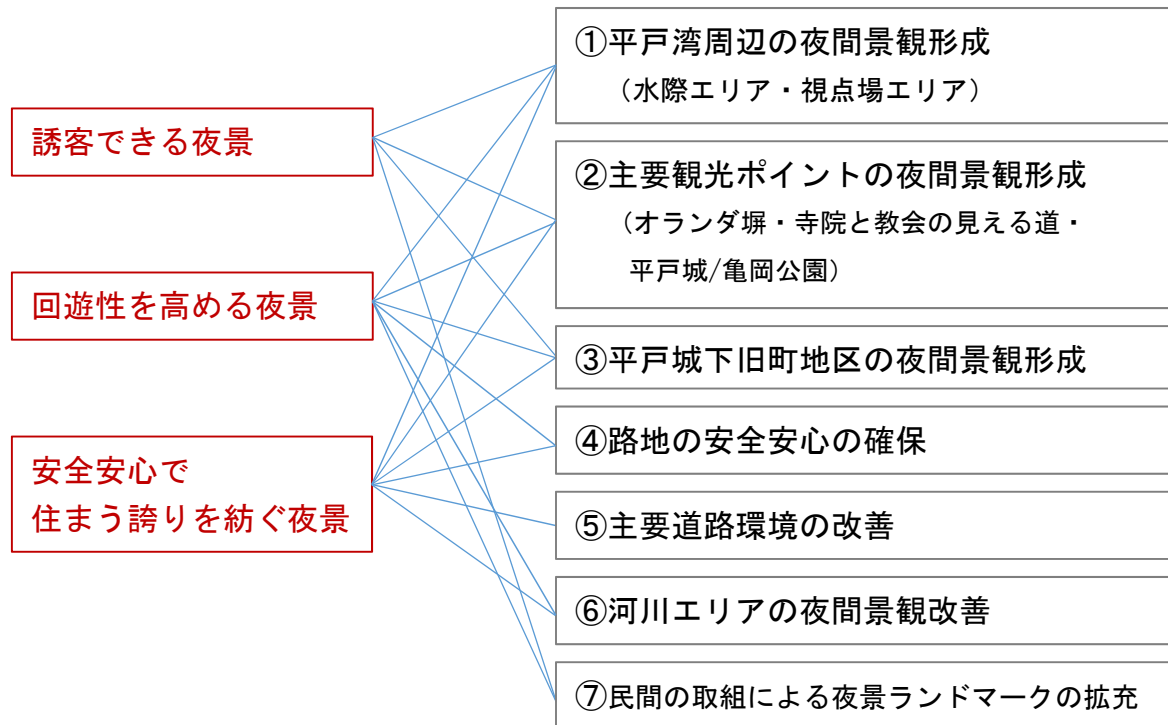 誘客できる夜景
回遊性を高める夜景
安全安心で
住まう誇りを紡ぐ夜景
①平戸湾周辺の夜間景観形成
（水際エリア・視点場エリア）
②主要観光ポイントの夜間景観形成
（オランダ塀・寺院と教会の見える道・
平戸城/亀岡公園）
③平戸城下旧町地区の夜間景観形成
④路地の安全安心の確保
⑤主要道路環境の改善
⑥河川エリアの夜間景観改善
⑦民間の取組による夜景ランドマークの拡充